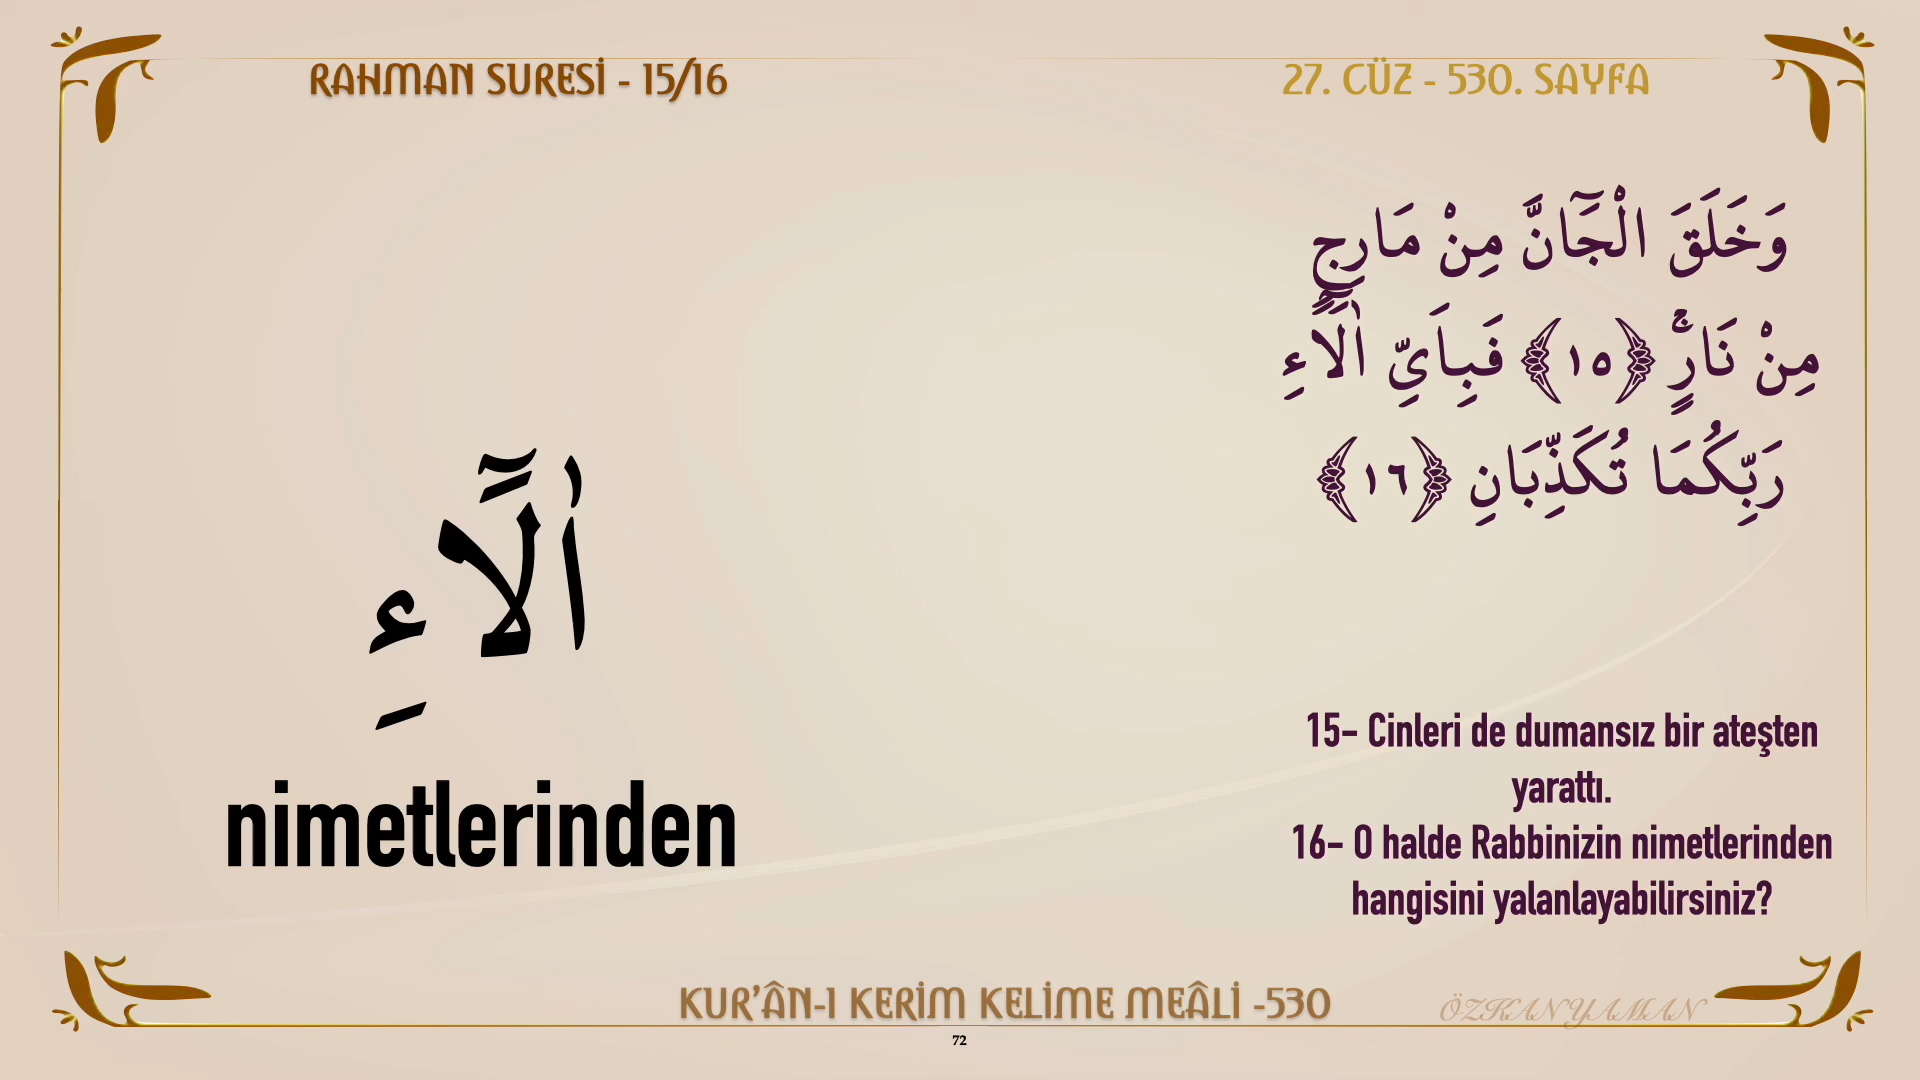 RAHMAN SURESİ - 15/16
27. CÜZ - 530. SAYFA
وَخَلَقَ الْجَٓانَّ مِنْ مَارِجٍ
مِنْ نَارٍۚ ﴿١٥﴾ فَبِاَيِّ اٰلَٓاءِ
رَبِّكُمَا تُكَذِّبَانِ ﴿١٦﴾
اٰلَٓاءِ
nimetlerinden
15- Cinleri de dumansız bir ateşten
yarattı.
16- O halde Rabbinizin nimetlerinden
hangisini yalanlayabilirsiniz?
KUR'ÂN-I KERİM KELİME MEÂLİ -530
ÖZKAN YAMAN
72